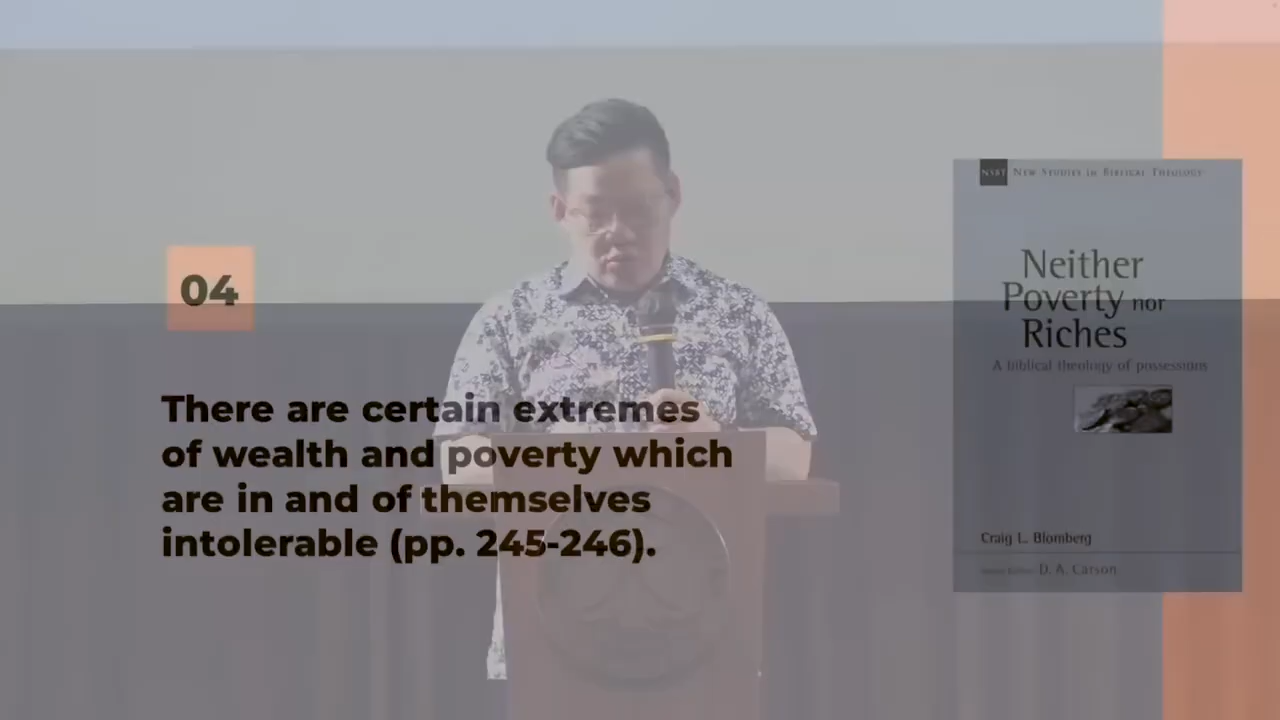 04
There are certain extremes
of wealth and poverty which
are in and of themselves
intolerable (pp. 245-246).
NSBT NEW STUDIES IN BIBLICAL THEOLOGY
Neither
Poverty nor
Riches
A biblical theology of possessions
Craig L. Blomberg
D. A. Carson